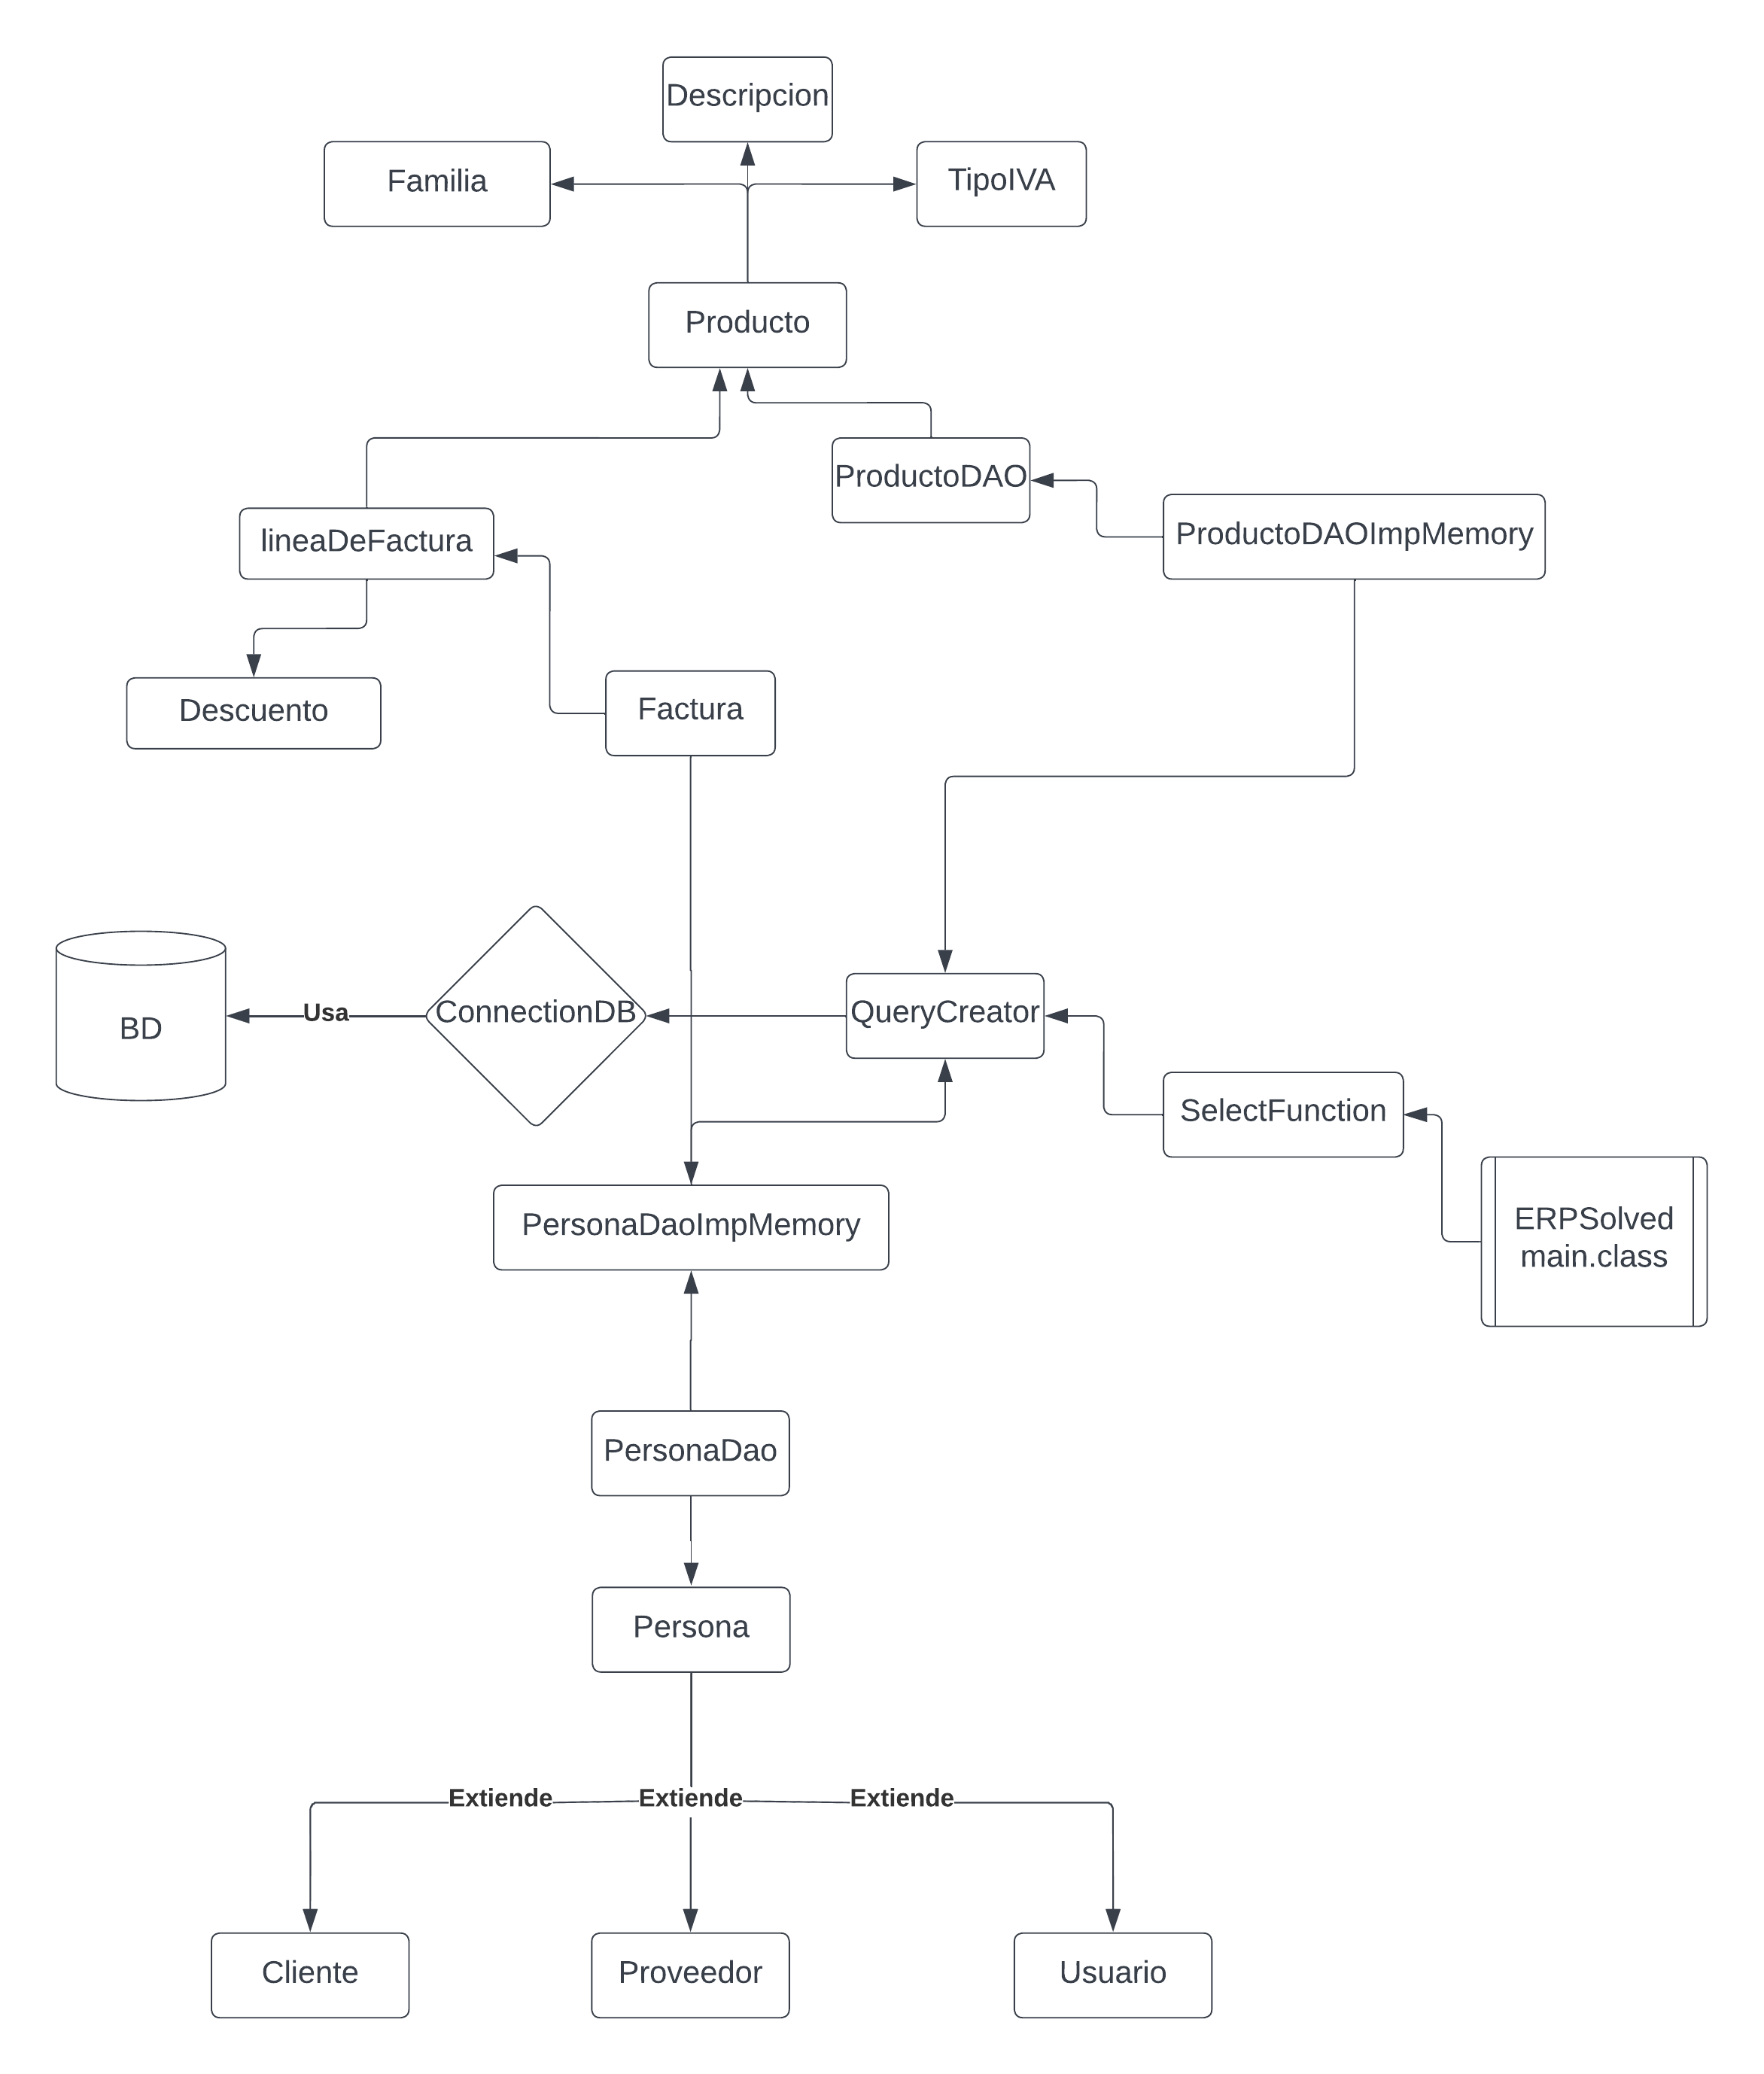 Descripcion
Familia
TipoIVA
Producto
ProductoDAO
ProductoDAOImpMemory
lineaDeFactura
Descuento
Factura
BD
Usa
ConnectionDB
QueryCreator
SelectFunction
ERPSolved
main.class
PersonaDaoImpMemory
PersonaDao
Persona
Extiende
Extiende
Extiende
Cliente
Proveedor
Usuario